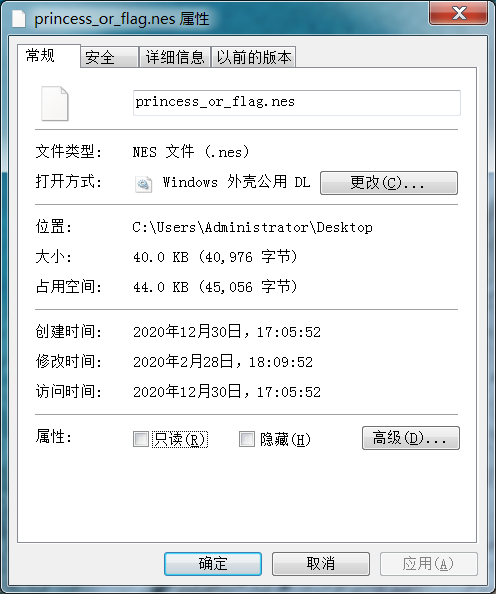 princess_or_flag.nes 属性
常规 安全 详细信息 以前的版本
princess_or_flag.nes
文件类型: NES 文件 (.nes)
打开方式: Windows 外壳公用 DL 更改(C)...
位置: C:\Users\Administrator\Desktop
大小: 40.0 KB (40,976 字节)
占用空间: 44.0 KB (45,056 字节)
创建时间: 2020年12月30日，17:05:52
修改时间: 2020年2月28日，18:09:52
访问时间: 2020年12月30日，17:05:52
属性: 只读(R) 隐藏(H) 高级(D)...
确定 取消 应用(A)